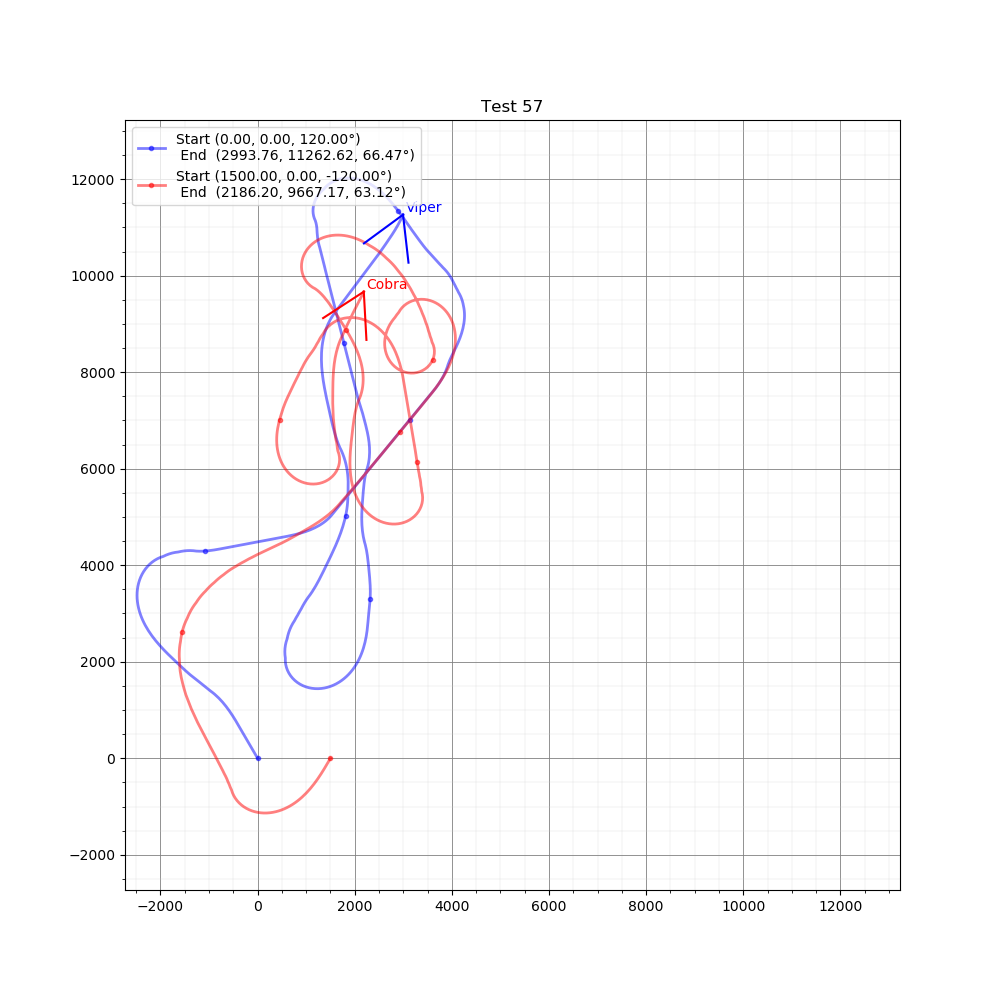 Test 57
Start (0.00, 0.00, 120.00°)
End (2993.76, 11262.62, 66.47°)
Start (1500.00, 0.00, -120.00°)
End (2186.20, 9667.17, 63.12°)
Viper
Cobra
12000
10000
8000
6000
4000
2000
0
−2000
−2000 0 2000 4000 6000 8000 10000 12000